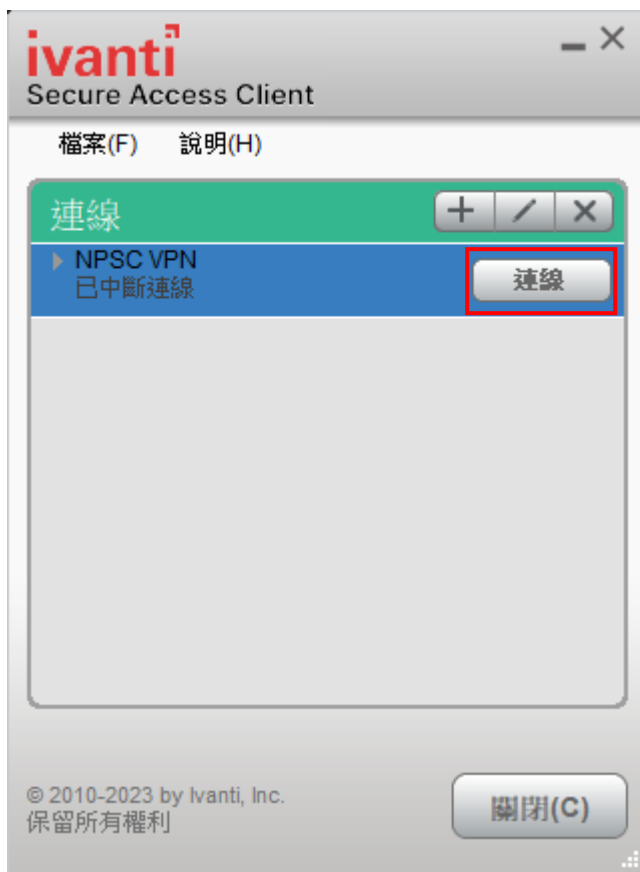 ivanti
Secure Access Client
檔案(F) 說明(H)
連線
NPSC VPN
已中斷連線
連線
© 2010-2023 by Ivanti, Inc.
保留所有權利
關閉(C)